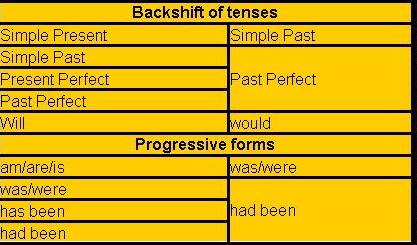 Backshift of tenses
Simple Present Simple Past
Simple Past
Present Perfect Past Perfect
Past Perfect
Will would
Progressive forms
am/are/is was/were
was/were
has been had been
had been